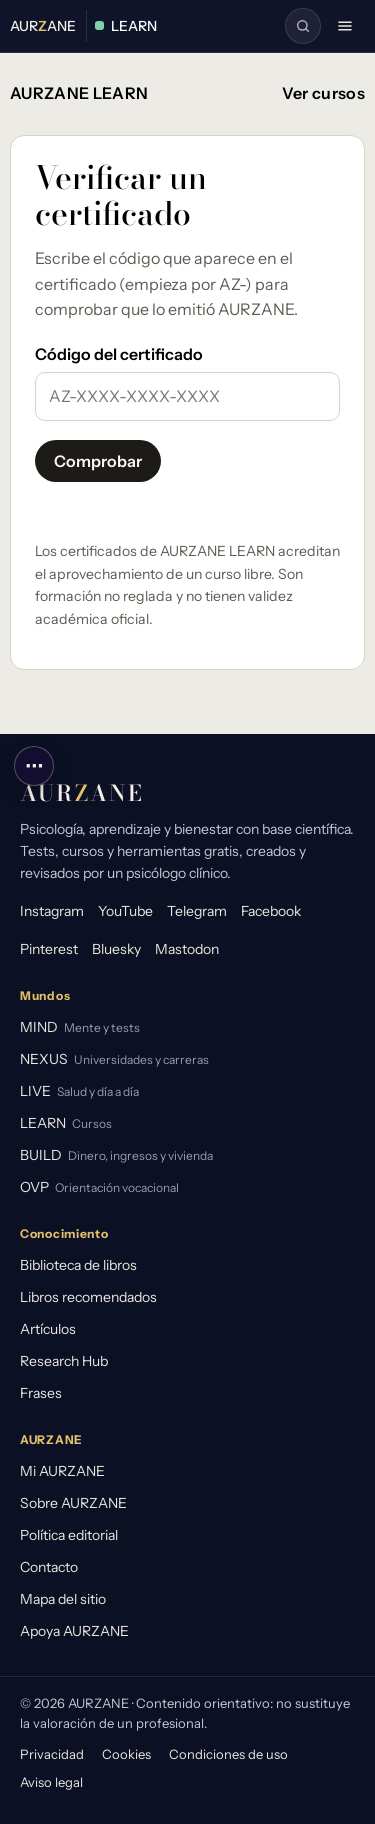 AURZANE LEARN
AURZANE LEARN Ver cursos
Verificar un
certificado
Escribe el código que aparece en el
certificado (empieza por AZ-) para
comprobar que lo emitió AURZANE.
Código del certificado
AZ-XXXX-XXXX-XXXX
Comprobar
Los certificados de AURZANE LEARN acreditan
el aprovechamiento de un curso libre. Son
formación no reglada y no tienen validez
académica oficial.
AURZANE
Psicología, aprendizaje y bienestar con base científica.
Tests, cursos y herramientas gratis, creados y
revisados por un psicólogo clínico.
Instagram YouTube Telegram Facebook
Pinterest Bluesky Mastodon
Mundos
MIND Mente y tests
NEXUS Universidades y carreras
LIVE Salud y día a día
LEARN Cursos
BUILD Dinero, ingresos y vivienda
OVP Orientación vocacional
Conocimiento
Biblioteca de libros
Libros recomendados
Artículos
Research Hub
Frases
AURZANE
Mi AURZANE
Sobre AURZANE
Política editorial
Contacto
Mapa del sitio
Apoya AURZANE
© 2026 AURZANE · Contenido orientativo: no sustituye
la valoración de un profesional.
Privacidad Cookies Condiciones de uso
Aviso legal